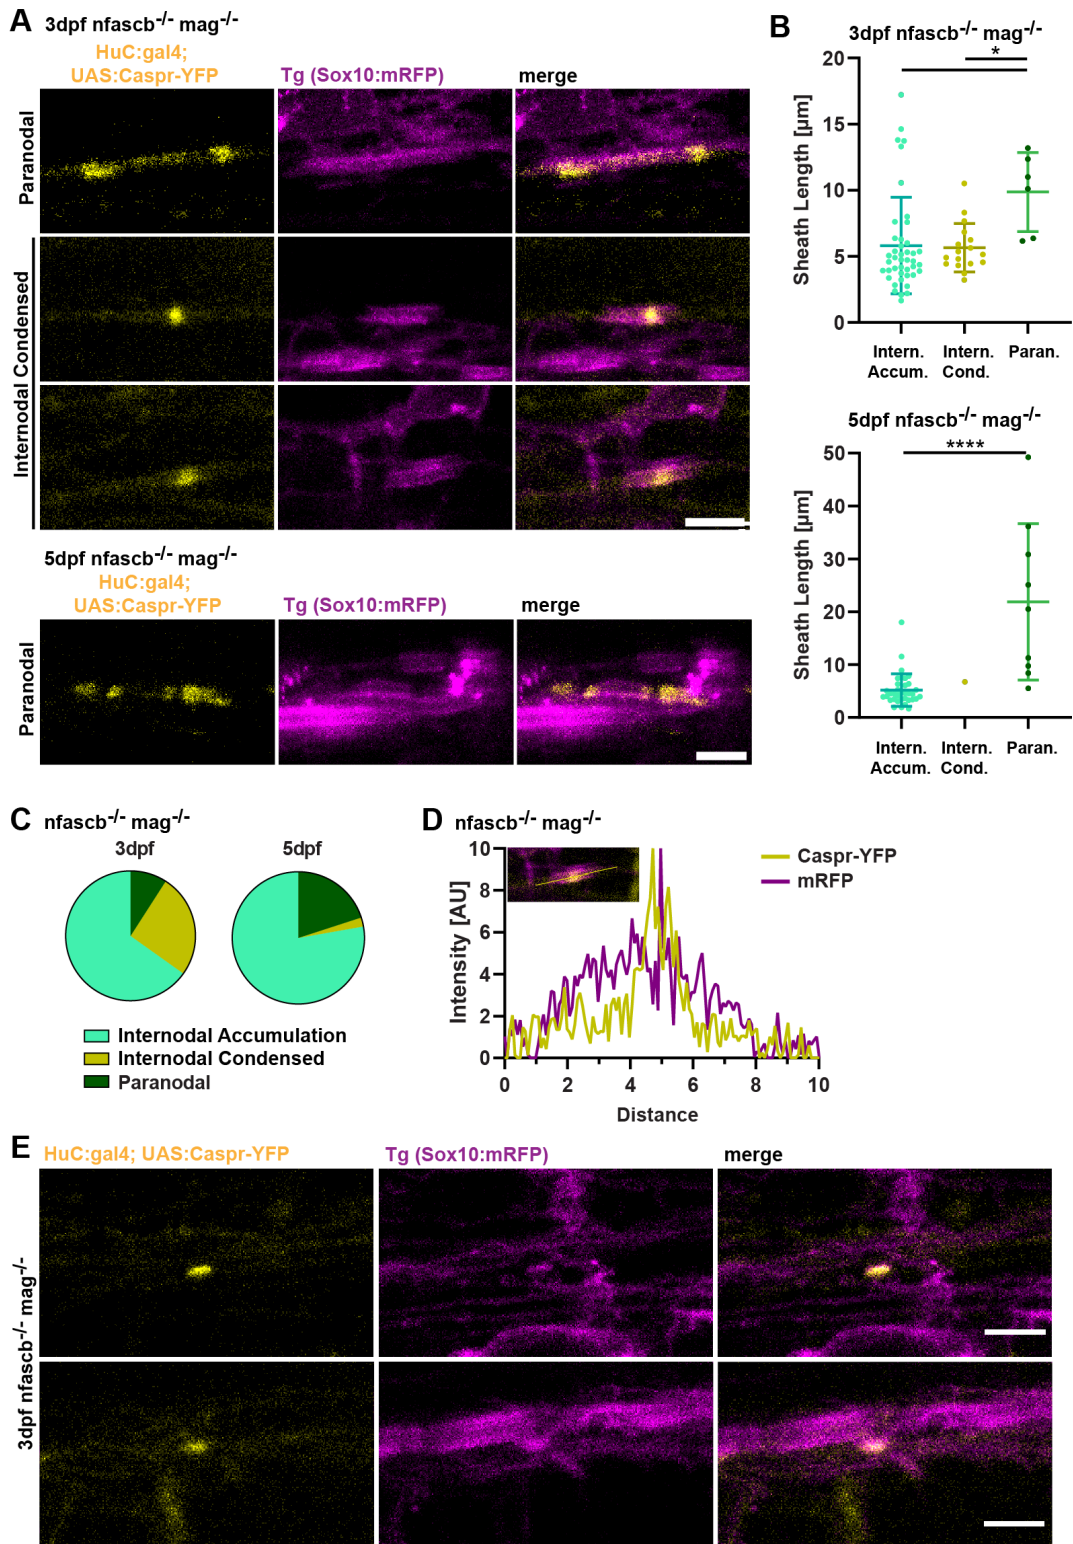 A 3dpf nfascb-/- mag-/-
HuC:gal4;
UAS:Caspr-YFP
Tg (Sox10:mRFP)
merge
Paranodal
Internodal Condensed
5dpf nfascb-/- mag-/-
HuC:gal4;
UAS:Caspr-YFP
Tg (Sox10:mRFP)
merge
Paranodal
B
3dpf nfascb-/- mag-/-
*
Sheath Length [µm]
20
15
10
5
0
Intern. Accum.
Intern. Cond.
Paran.
5dpf nfascb-/- mag-/-
****
Sheath Length [µm]
50
40
30
20
10
0
Intern. Accum.
Intern. Cond.
Paran.
C nfascb-/- mag-/-
3dpf
5dpf
Internodal Accumulation
Internodal Condensed
Paranodal
D nfascb-/- mag-/-
Intensity [AU]
10
8
6
4
2
0
0 2 4 6 8 10
Distance
Caspr-YFP
mRFP
E HuC:gal4; UAS:Caspr-YFP
Tg (Sox10:mRFP)
merge
3dpf nfascb-/- mag-/-